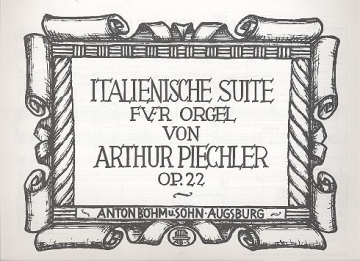 ITALIENISCHE SUITE
FVR ORGEL
VON
ARTHUR PIECHLER
OP. 22
~ ANTON BÖHM u. SOHN · AUGSBURG ~